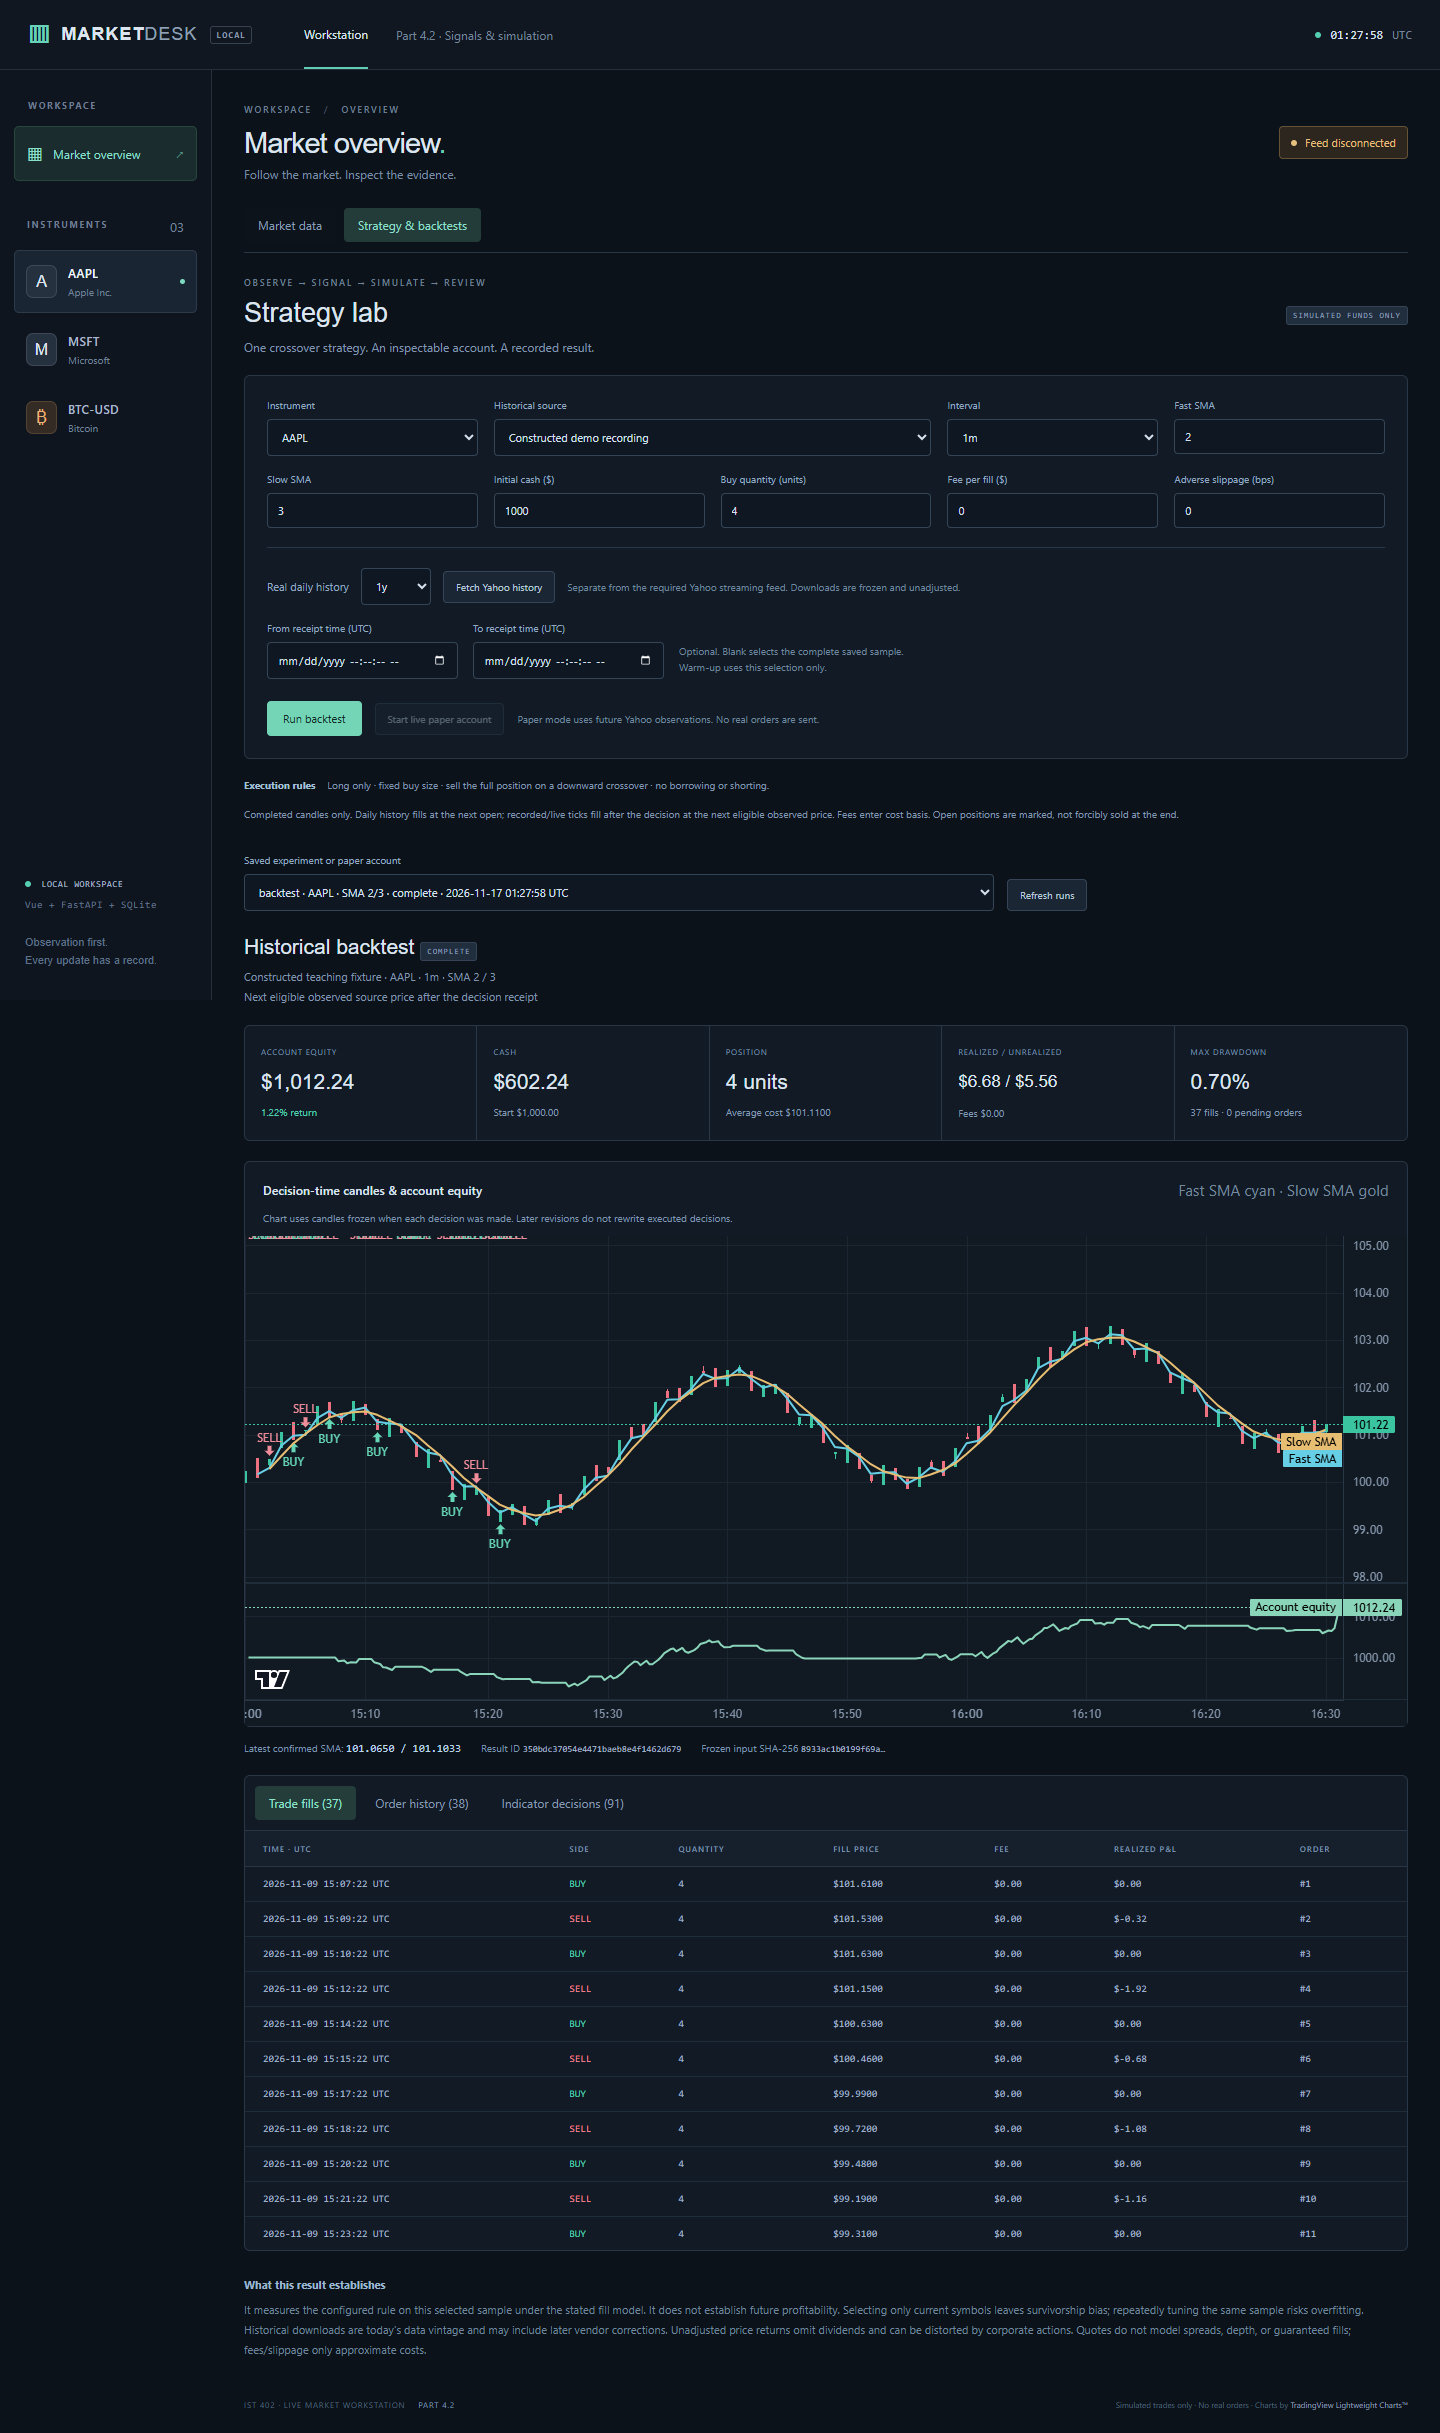 MARKETDESK LOCAL Workstation Part 4.2 · Signals & simulation 01:27:58 UTC
WORKSPACE
Market overview ↗
INSTRUMENTS 03
A AAPL
Apple Inc.
M MSFT
Microsoft
₿ BTC-USD
Bitcoin
LOCAL WORKSPACE
Vue + FastAPI + SQLite
Observation first.
Every update has a record.
WORKSPACE / OVERVIEW
Market overview.
Follow the market. Inspect the evidence.
Feed disconnected
Market data Strategy & backtests
OBSERVE → SIGNAL → SIMULATE → REVIEW
Strategy lab
SIMULATED FUNDS ONLY
One crossover strategy. An inspectable account. A recorded result.
Instrument Historical source Interval Fast SMA
AAPL Constructed demo recording 1m 2
Slow SMA Initial cash ($) Buy quantity (units) Fee per fill ($) Adverse slippage (bps)
3 1000 4 0 0
Real daily history 1y Fetch Yahoo history Separate from the required Yahoo streaming feed. Downloads are frozen and unadjusted.
From receipt time (UTC) To receipt time (UTC)
mm/dd/yyyy --:--:-- -- mm/dd/yyyy --:--:-- --
Optional. Blank selects the complete saved sample.
Warm-up uses this selection only.
Run backtest Start live paper account Paper mode uses future Yahoo observations. No real orders are sent.
Execution rules Long only · fixed buy size · sell the full position on a downward crossover · no borrowing or shorting.
Completed candles only. Daily history fills at the next open; recorded/live ticks fill after the decision at the next eligible observed price. Fees enter cost basis. Open positions are marked, not forcibly sold at the end.
Saved experiment or paper account
backtest · AAPL · SMA 2/3 · complete · 2026-11-17 01:27:58 UTC Refresh runs
Historical backtest COMPLETE
Constructed teaching fixture · AAPL · 1m · SMA 2 / 3
Next eligible observed source price after the decision receipt
ACCOUNT EQUITY CASH POSITION REALIZED / UNREALIZED MAX DRAWDOWN
$1,012.24 $602.24 4 units $6.68 / $5.56 0.70%
1.22% return Start $1,000.00 Average cost $101.1100 Fees $0.00 37 fills · 0 pending orders
Decision-time candles & account equity Fast SMA cyan · Slow SMA gold
Chart uses candles frozen when each decision was made. Later revisions do not rewrite executed decisions.
105.00
104.00
103.00
102.00
101.22
101.00
100.00
99.00
98.00
SELL
SELL
BUY
BUY
BUY
SELL
BUY
BUY
Slow SMA
Fast SMA
Account equity 1012.24
1010.00
1000.00
:00 15:10 15:20 15:30 15:40 15:50 16:00 16:10 16:20 16:30
Latest confirmed SMA: 101.0650 / 101.1033 Result ID 350bdc37054e4471baeb8e4f1462d679 Frozen input SHA-256 8933ac1b0199f69a…
Trade fills (37) Order history (38) Indicator decisions (91)
TIME · UTC SIDE QUANTITY FILL PRICE FEE REALIZED P&L ORDER
2026-11-09 15:07:22 UTC BUY 4 $101.6100 $0.00 $0.00 #1
2026-11-09 15:09:22 UTC SELL 4 $101.5300 $0.00 $-0.32 #2
2026-11-09 15:10:22 UTC BUY 4 $101.6300 $0.00 $0.00 #3
2026-11-09 15:12:22 UTC SELL 4 $101.1500 $0.00 $-1.92 #4
2026-11-09 15:14:22 UTC BUY 4 $100.6300 $0.00 $0.00 #5
2026-11-09 15:15:22 UTC SELL 4 $100.4600 $0.00 $-0.68 #6
2026-11-09 15:17:22 UTC BUY 4 $99.9900 $0.00 $0.00 #7
2026-11-09 15:18:22 UTC SELL 4 $99.7200 $0.00 $-1.08 #8
2026-11-09 15:20:22 UTC BUY 4 $99.4800 $0.00 $0.00 #9
2026-11-09 15:21:22 UTC SELL 4 $99.1900 $0.00 $-1.16 #10
2026-11-09 15:23:22 UTC BUY 4 $99.3100 $0.00 $0.00 #11
What this result establishes
It measures the configured rule on this selected sample under the stated fill model. It does not establish future profitability. Selecting only current symbols leaves survivorship bias; repeatedly tuning the same sample risks overfitting.
Historical downloads are today's data vintage and may include later vendor corrections. Unadjusted price returns omit dividends and can be distorted by corporate actions. Quotes do not model spreads, depth, or guaranteed fills;
fees/slippage only approximate costs.
IST 402 · LIVE MARKET WORKSTATION PART 4.2 Simulated trades only · No real orders · Charts by TradingView Lightweight Charts™